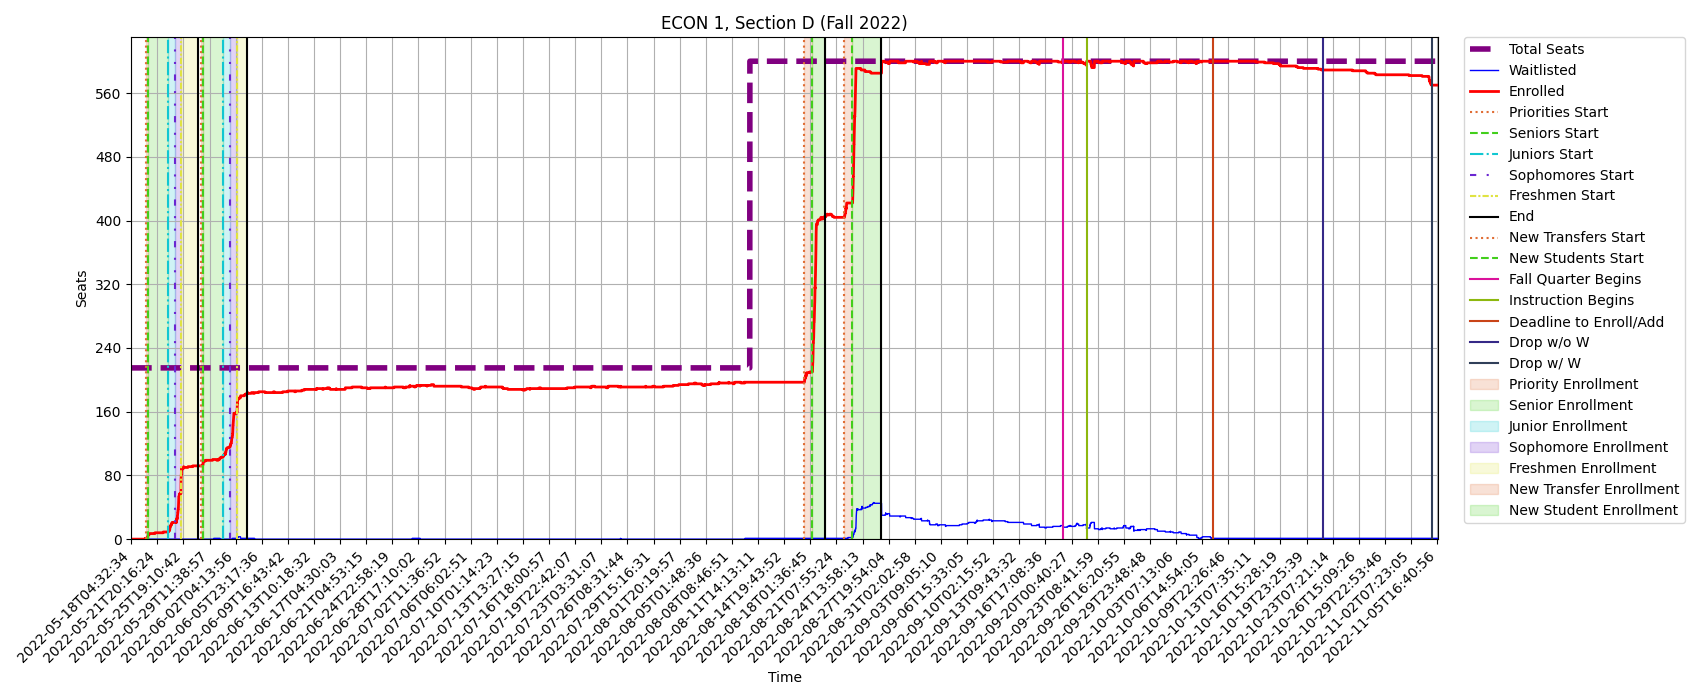 ECON 1, Section D (Fall 2022)
Seats
560
480
400
320
240
160
80
0
2022-05-18T04:32:34
2022-05-21T20:16:24
2022-05-25T19:10:42
2022-05-29T11:38:57
2022-06-02T04:13:56
2022-06-05T23:17:36
2022-06-09T16:43:42
2022-06-13T10:18:32
2022-06-17T04:30:03
2022-06-21T04:53:15
2022-06-24T22:58:19
2022-06-28T17:10:02
2022-07-02T11:36:52
2022-07-06T06:02:51
2022-07-10T01:14:23
2022-07-13T13:27:15
2022-07-16T18:00:57
2022-07-19T22:42:07
2022-07-23T03:31:07
2022-07-26T08:31:44
2022-07-29T15:16:31
2022-08-01T20:19:57
2022-08-05T01:48:36
2022-08-08T08:46:51
2022-08-11T14:13:11
2022-08-14T19:43:52
2022-08-18T01:36:45
2022-08-21T07:55:24
2022-08-24T13:58:13
2022-08-27T19:54:04
2022-08-31T02:02:58
2022-09-03T09:05:10
2022-09-06T15:33:05
2022-09-10T02:15:52
2022-09-13T09:43:32
2022-09-16T17:08:36
2022-09-20T00:40:27
2022-09-23T08:41:59
2022-09-26T16:20:55
2022-09-29T23:48:48
2022-10-03T07:13:06
2022-10-06T14:54:05
2022-10-09T22:26:46
2022-10-13T07:35:11
2022-10-16T15:28:19
2022-10-19T23:25:39
2022-10-23T07:21:14
2022-10-26T15:09:26
2022-10-29T22:53:46
2022-11-02T07:23:05
2022-11-05T16:40:56
Time
Total Seats
Waitlisted
Enrolled
Priorities Start
Seniors Start
Juniors Start
Sophomores Start
Freshmen Start
End
New Transfers Start
New Students Start
Fall Quarter Begins
Instruction Begins
Deadline to Enroll/Add
Drop w/o W
Drop w/ W
Priority Enrollment
Senior Enrollment
Junior Enrollment
Sophomore Enrollment
Freshmen Enrollment
New Transfer Enrollment
New Student Enrollment